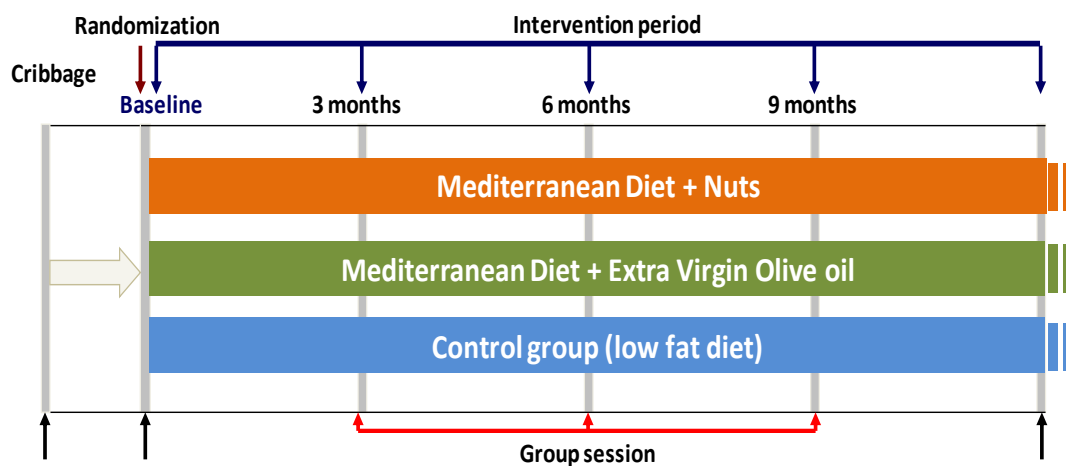 Randomization
Intervention period
Cribbage
Baseline
3 months
6 months
9 months
Mediterranean Diet + Nuts
Mediterranean Diet + Extra Virgin Olive oil
Control group (low fat diet)
Group session